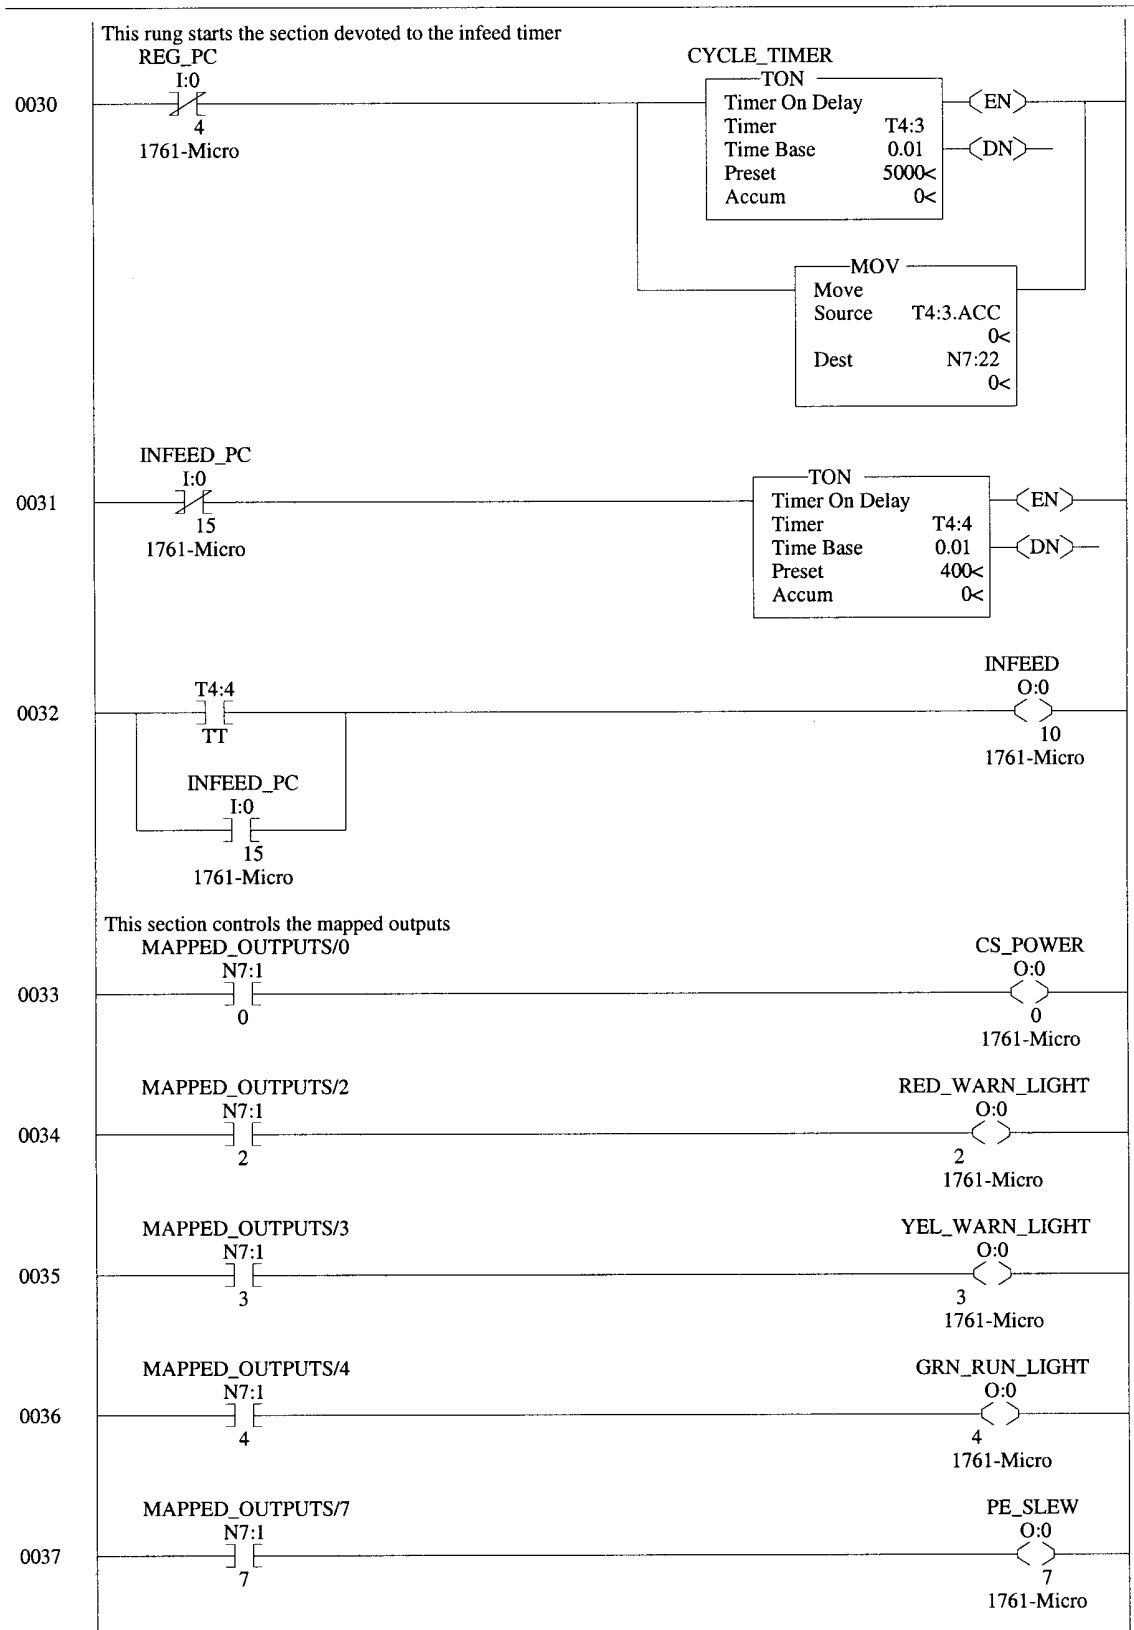 This rung starts the section devoted to the infeed timer
REG_PC
I:0
4
1761-Micro
0030
CYCLE_TIMER
TON
Timer On Delay
Timer T4:3
Time Base 0.01
Preset 5000<
Accum 0<
EN
DN
MOV
Move
Source T4:3.ACC
0<
Dest N7:22
0<
INFEED_PC
I:0
0031
15
1761-Micro
TON
Timer On Delay
Timer T4:4
Time Base 0.01
Preset 400<
Accum 0<
EN
DN
0032
T4:4
TT
INFEED_PC
I:0
15
1761-Micro
INFEED
O:0
10
1761-Micro
This section controls the mapped outputs
MAPPED_OUTPUTS/0
N7:1
0033
0
CS_POWER
O:0
0
1761-Micro
MAPPED_OUTPUTS/2
N7:1
0034
2
RED_WARN_LIGHT
O:0
2
1761-Micro
MAPPED_OUTPUTS/3
N7:1
0035
3
YEL_WARN_LIGHT
O:0
3
1761-Micro
MAPPED_OUTPUTS/4
N7:1
0036
4
GRN_RUN_LIGHT
O:0
4
1761-Micro
MAPPED_OUTPUTS/7
N7:1
0037
7
PE_SLEW
O:0
7
1761-Micro